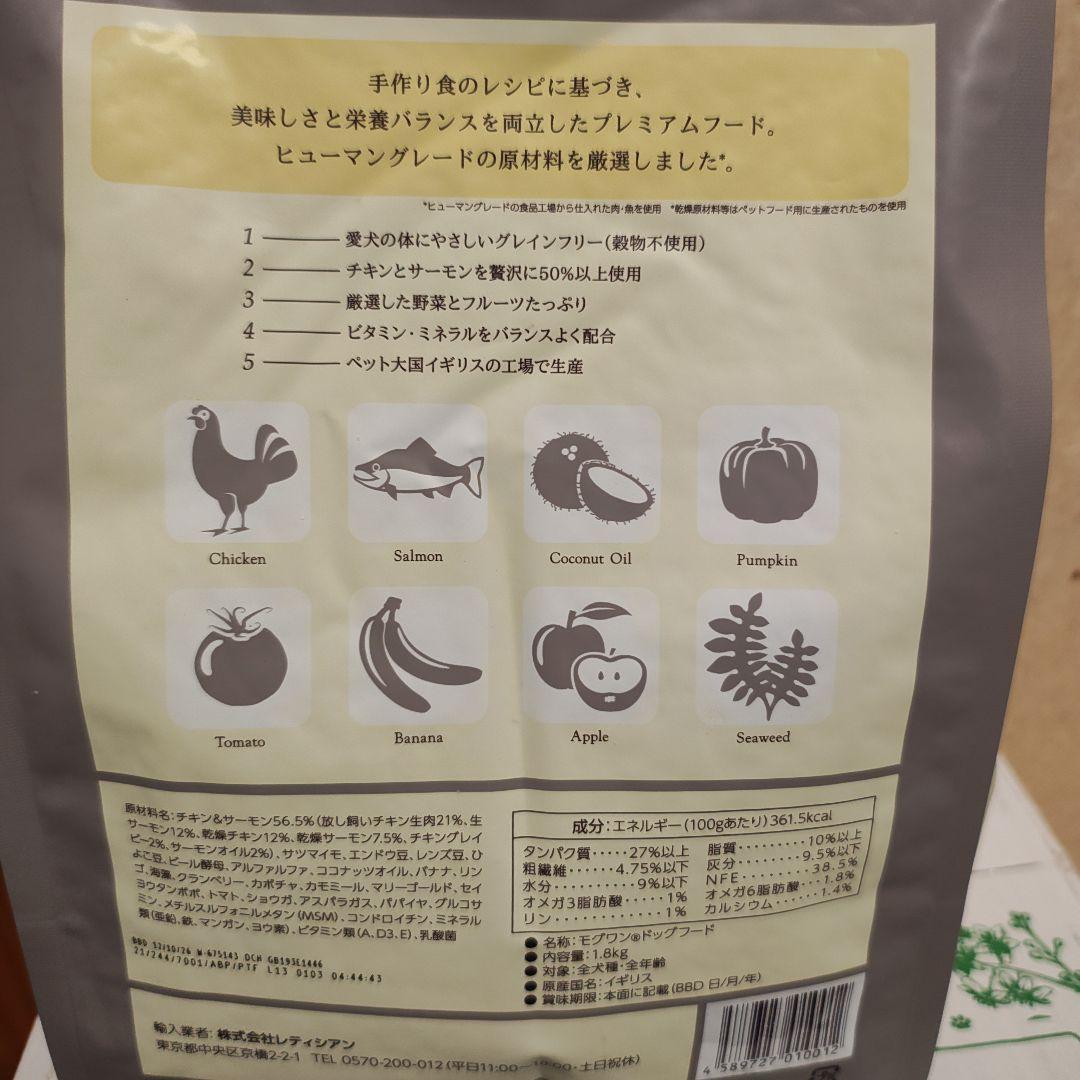 手作り食のレシピに基づき、
美味しさと栄養バランスを両立したプレミアムフード。
ヒューマングレードの原材料を厳選しました*。
*ヒューマングレードの食品工場から仕入れた肉・魚を使用 *乾燥原材料等はペットフード用に生産されたものを使用
1 愛犬の体にやさしいグレインフリー(穀物不使用)
2 チキンとサーモンを贅沢に50%以上使用
3 厳選した野菜とフルーツたっぷり
4 ビタミン・ミネラルをバランスよく配合
5 ペット大国イギリスの工場で生産
Chicken Salmon Coconut Oil Pumpkin
Tomato Banana Apple Seaweed
原材料名:チキン&サーモン56.5%(放し飼いチキン生肉21%、生
サーモン12%、乾燥チキン12%、乾燥サーモン7.5%、チキングレイ
ビー2%、サーモンオイル2%)、サツマイモ、エンドウ豆、レンズ豆、ひ
よこ豆、ビール酵母、アルファルファ、ココナッツオイル、バナナ、リン
ゴ、海藻、クランベリー、カボチャ、カモミール、マリーゴールド、セイ
ヨウタンポポ、トマト、ショウガ、アスパラガス、パパイヤ、グルコサ
ミン、メチルスルフォニルメタン(MSM)、コンドロイチン、ミネラル
類(亜鉛、鉄、マンガン、ヨウ素)、ビタミン類(A、D3、E)、乳酸菌
BBD 12/10/26 W-675143 DCH GB193E1446
21/244/7001/ABP/PTF L13 0103 04:44:43
成分:エネルギー(100gあたり)361.5kcal
タンパク質・・・・・27%以上
粗繊維・・・・・・4.75%以下
水分・・・・・・・・・・9%以下
オメガ3脂肪酸・・・・・1%
リン・・・・・・・・・・・・1%
脂質・・・・・・・・・10%以上
灰分・・・・・・・・・9.5%以下
NFE・・・・・・・・・38.5%
オメガ6脂肪酸・・・1.8%
カルシウム・・・・・・1.4%
● 名称:モグワン®ドッグフード
● 内容量:1.8kg
● 対象:全犬種・全年齢
● 原産国名:イギリス
● 賞味期限:本面に記載(BBD 日/月/年)
輸入業者:株式会社レティシアン
東京都中央区京橋2-2-1 TEL 0570-200-012(平日11:00〜 ・土日祝休)
4 589727 010012